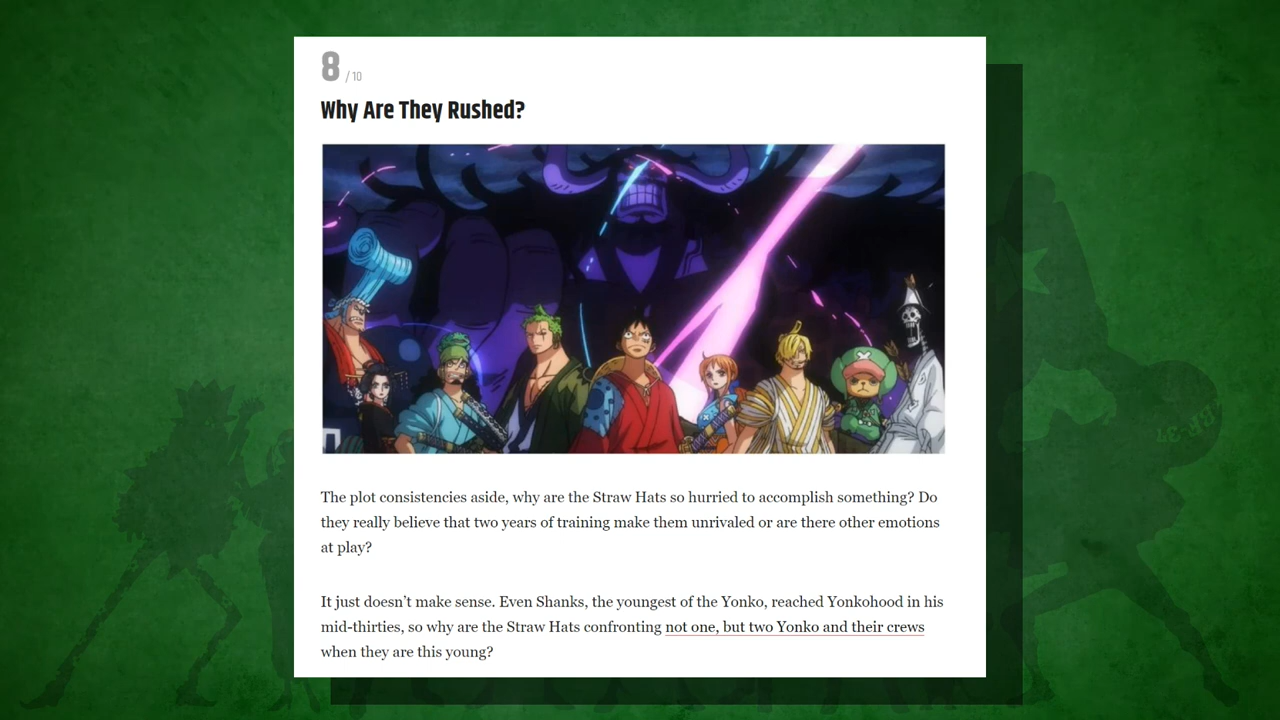 8 / 10
Why Are They Rushed?
The plot consistencies aside, why are the Straw Hats so hurried to accomplish something? Do
they really believe that two years of training make them unrivaled or are there other emotions
at play?
It just doesn’t make sense. Even Shanks, the youngest of the Yonko, reached Yonkohood in his
mid-thirties, so why are the Straw Hats confronting not one, but two Yonko and their crews
when they are this young?